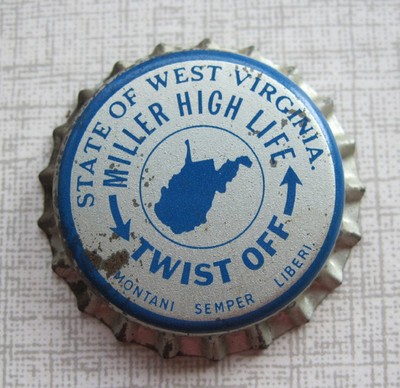 STATE OF WEST VIRGINIA.
MILLER HIGH LIFE
TWIST OFF
MONTANI SEMPER LIBERI.